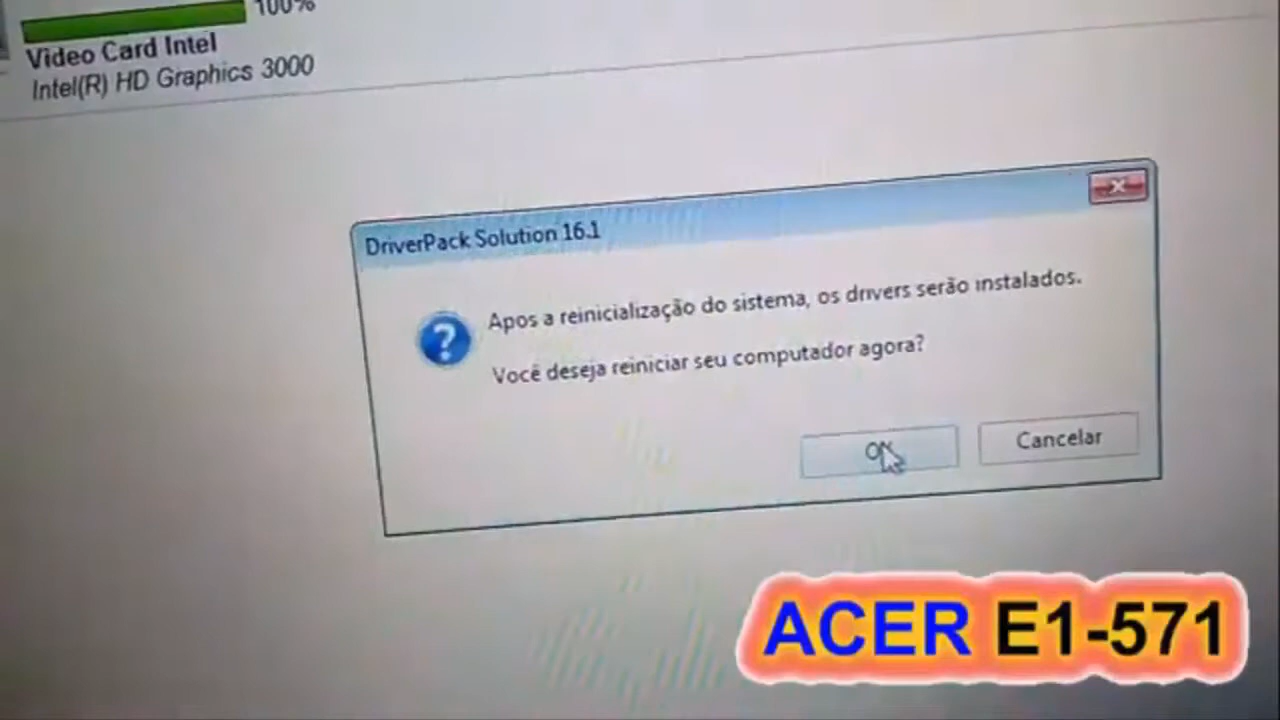 100%
Video Card Intel
Intel(R) HD Graphics 3000
DriverPack Solution 16.1
Apos a reinicialização do sistema, os drivers serão instalados.
Você deseja reiniciar seu computador agora?
OK
Cancelar
ACER E1-571